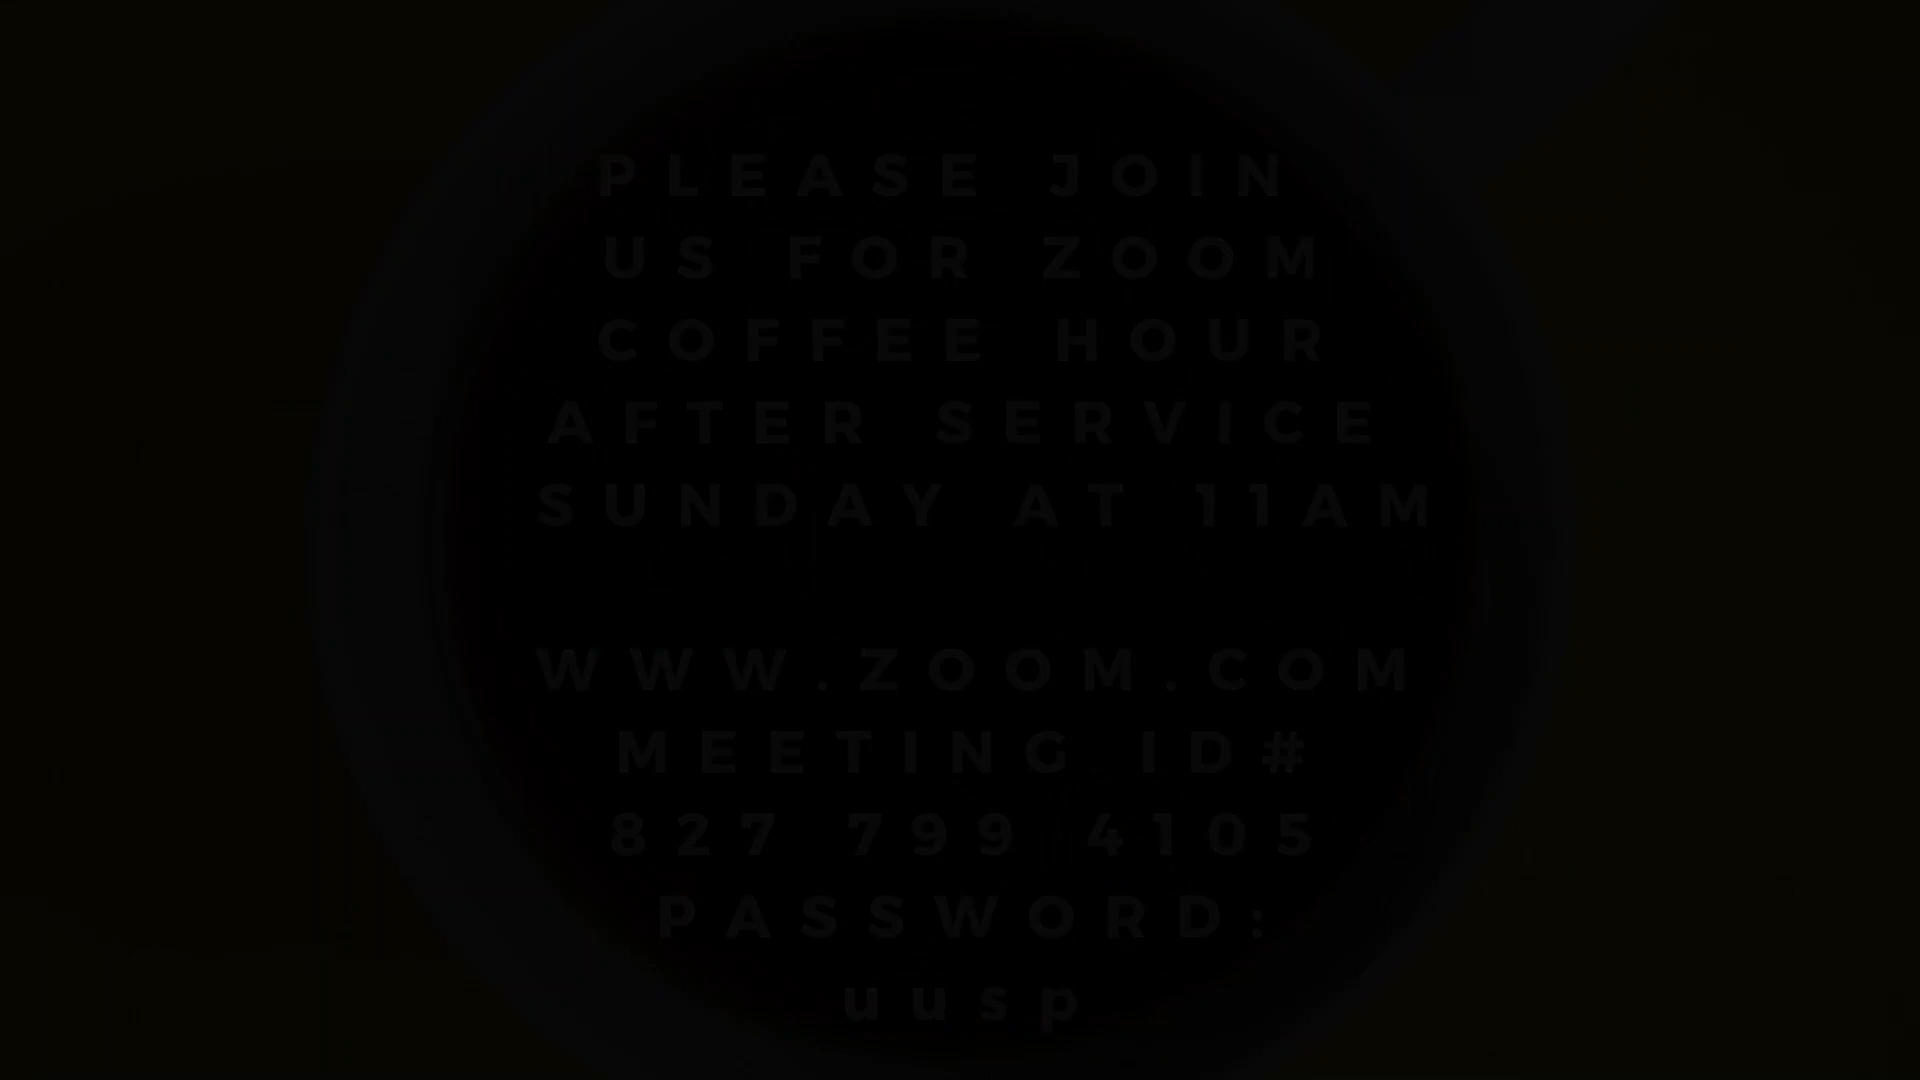 PLEASE JOIN
US FOR ZOOM
COFFEE HOUR
AFTER SERVICE
SUNDAY AT 11AM
WWW.ZOOM.COM
MEETING ID#
827 799 4105
PASSWORD:
uusp